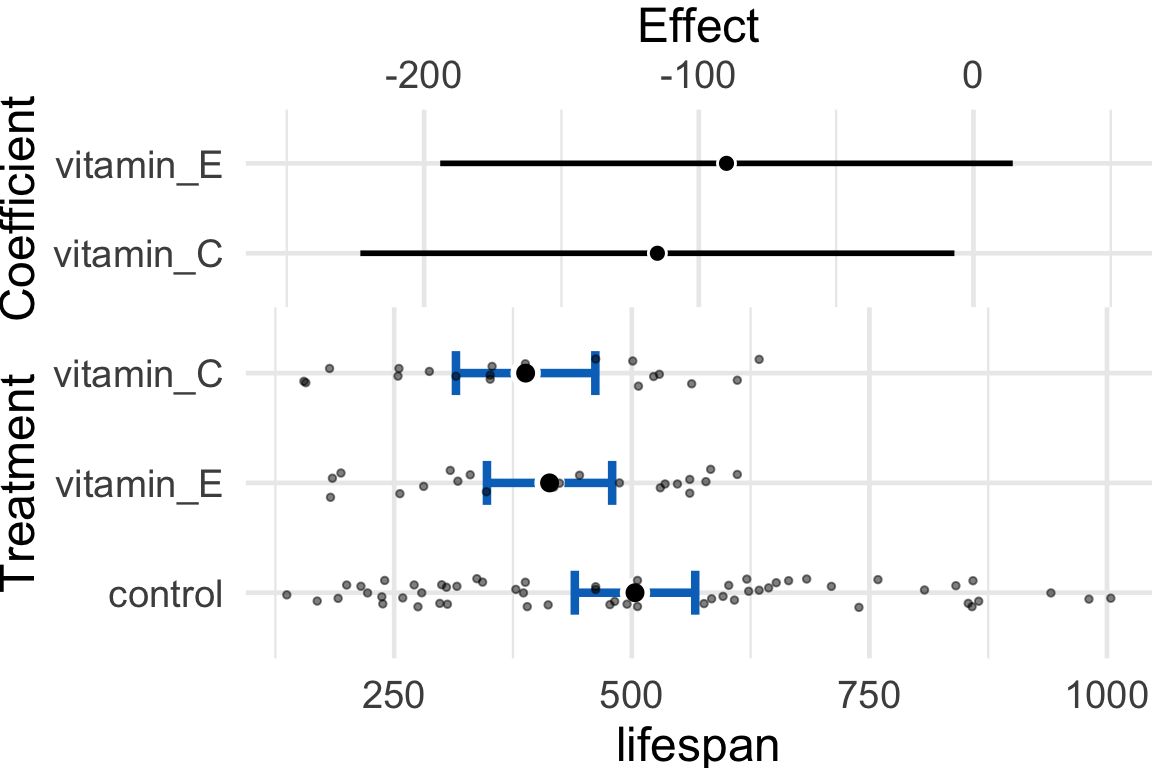 Effect
-200 -100 0
Coefficient
vitamin_E
vitamin_C
Treatment
vitamin_C
vitamin_E
control
250 500 750 1000
lifespan